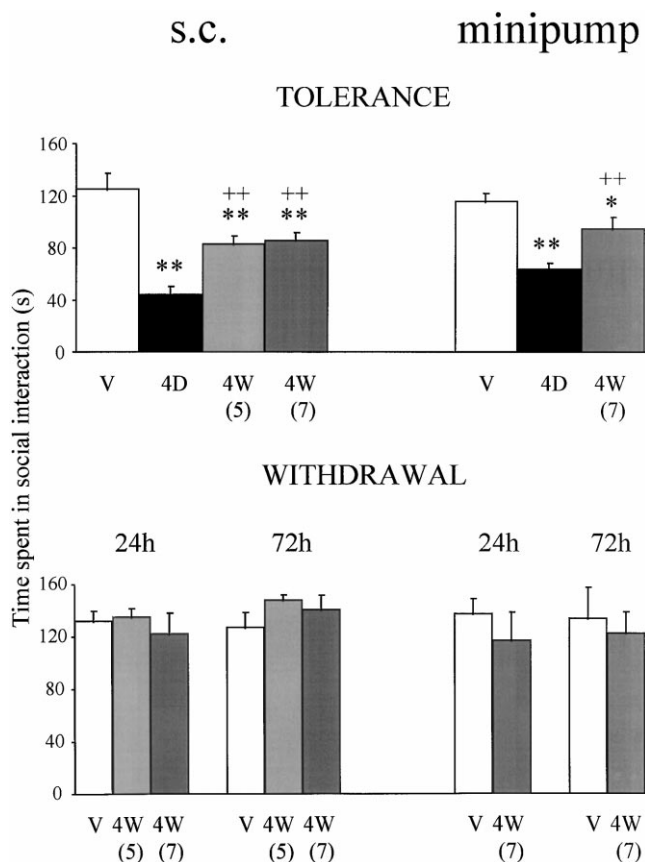 s.c. minipump
TOLERANCE
Time spent in social interaction (s)
160
120
80
40
0
** ++ ** ++ ** ** ++ *
V 4D 4W 4W V 4D 4W
(5) (7) (7)
WITHDRAWAL
24h 72h 24h 72h
160
120
80
40
0
V 4W 4W V 4W 4W V 4W V 4W
(5) (7) (5) (7) (7) (7)